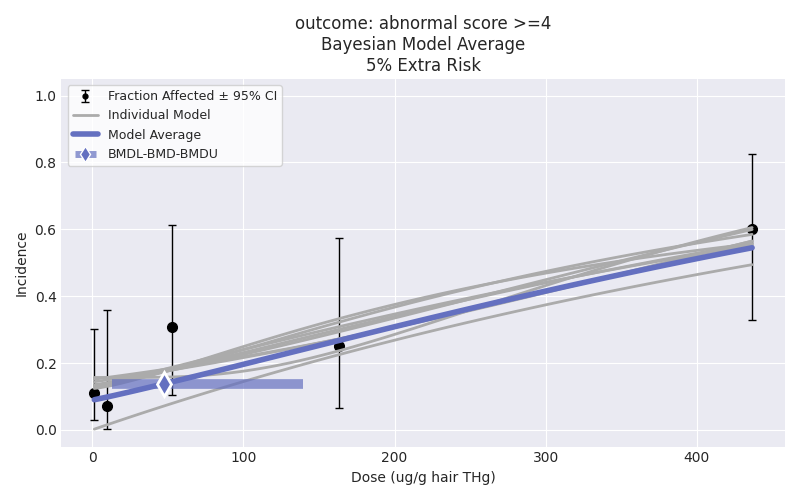 outcome: abnormal score >=4
Bayesian Model Average
5% Extra Risk
Fraction Affected ± 95% CI
Individual Model
Model Average
BMDL-BMD-BMDU
1.0
0.8
0.6
0.4
0.2
0.0
Incidence
0 100 200 300 400
Dose (ug/g hair THg)